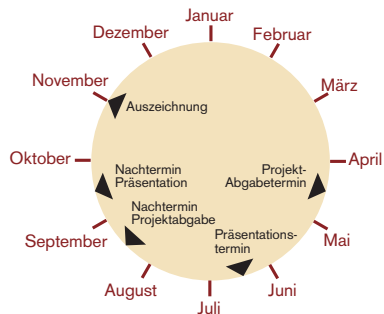 Januar
Dezember
Februar
November
März
Auszeichnung
Oktober
April
Nachtermin
Präsentation
Projekt-
Abgabetermin
Nachtermin
Projektabgabe
September
Mai
Präsentations-
termin
August
Juni
Juli